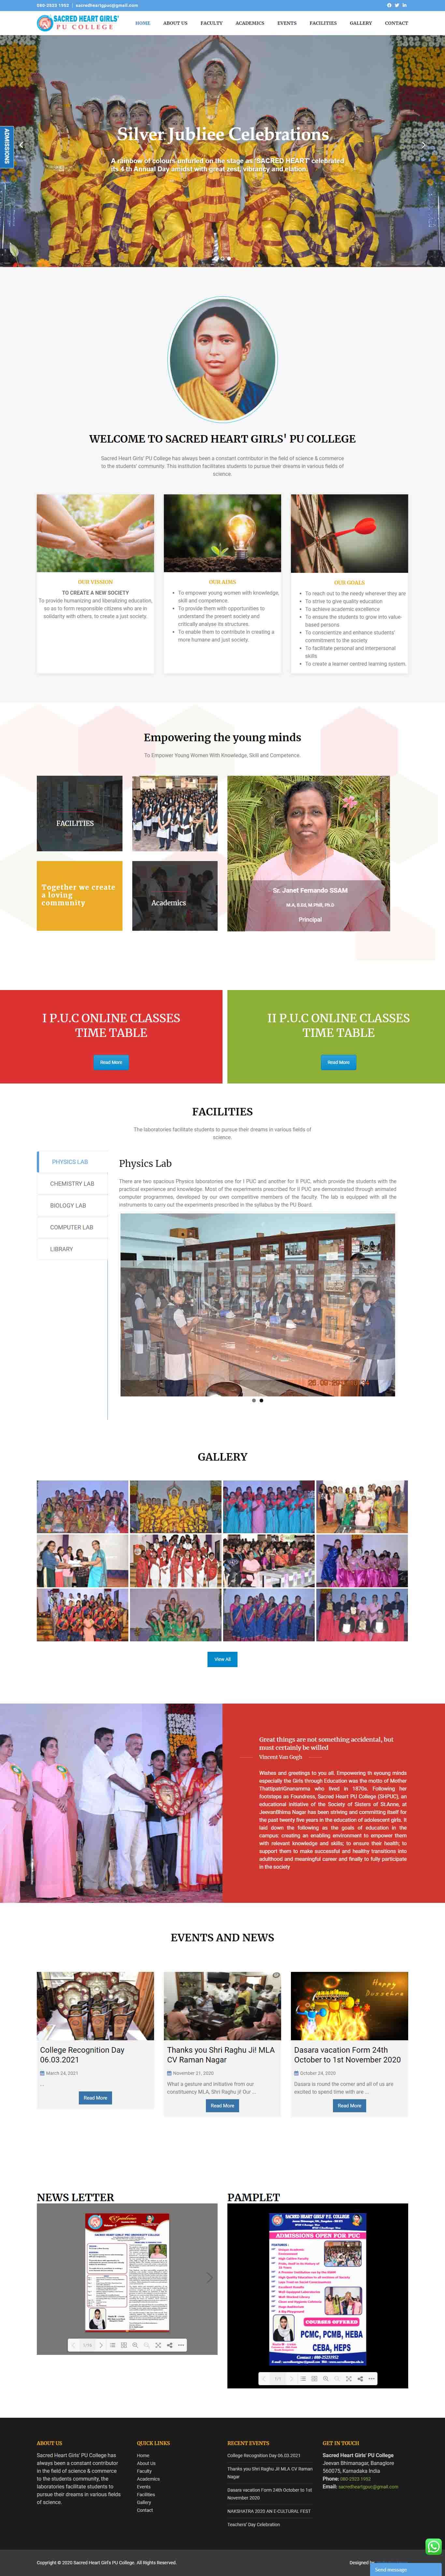 080-2523 1902 | sacredheartgpuc@gmail.com
SACRED HEART GIRLS'
PU COLLEGE
HOME ABOUT US FACULTY ACADEMICS EVENTS FACILITIES GALLERY CONTACT
ADMISSIONS
Silver Jubliee Celebrations
A rainbow of colours unfurled on the stage as 'SACRED HEART' celebrated
its 4 th Annual Day amidst with great zest, vibrancy and elation.
WELCOME TO SACRED HEART GIRLS' PU COLLEGE
Sacred Heart Girls' PU College has always been a constant contributor in the field of science & commerce
to the students' community. This institution facilitates students to pursue their dreams in various fields of
science.
OUR VISSION
TO CREATE A NEW SOCIETY
To provide humanizing and liberalizing education,
so as to form responsible citizens who are in
solidarity with others, to create a just society.
OUR AIMS
To empower young women with knowledge,
skill and competence.
To provide them with opportunities to
understand the present society and
critically analyse its structures.
To enable them to contribute in creating a
more humane and just society.
OUR GOALS
To reach out to the needy wherever they are
To strive to give quality education
To achieve academic excellence
To ensure the students to grow into value-
based persons.
To conscientize and enhance students'
commitment to the society
To facilitate personal and interpersonal
skills
To create a learner centred learning system.
Empowering the young minds
To Empower Young Women With Knowledge, Skill and Competence.
FACILITIES
Together we create
a loving
community
Academics
Sr. Janet Fernando SSAM
M.A, B.Ed, M.Phill, Ph.D
Principal
I P.U.C ONLINE CLASSES
TIME TABLE
Read More
II P.U.C ONLINE CLASSES
TIME TABLE
Read More
FACILITIES
The laboratories facilitate students to pursue their dreams in various fields of
science.
PHYSICS LAB
CHEMISTRY LAB
BIOLOGY LAB
COMPUTER LAB
LIBRARY
Physics Lab
There are two spacious Physics laboratories one for I PUC and another for II PUC, which provide the students with the
practical experience and knowledge. Most of the experiments prescribed for II PUC are demonstrated through animated
computer programmes, developed by our own competitive members of the faculty. The lab is equipped with all the
instruments to carry out the experiments prescribed in the syllabus by the PU Board.
GALLERY
View All
Great things are not something accidental, but
must certainly be willed
Vincent Van Gogh
Wishes and greetings to you all. Empowering th eyoung minds
especially the Girls through Education was the motto of Mother
ThattipatriGnanamma who lived in 1870s. Following her
footsteps as Foundress, Sacred Heart PU College (SHPUC), an
educational initiative of the Society of Sisters of St.Anne, at
JeevanBhima Nagar has been striving and committing itself for
the past twenty five years in the education of adolescent girls. It
laid down the following as the goals of education in the
campus: creating an enabling environment to empower them
with relevant knowledge and skills; to ensure their health; to
support them to make successful and healthy transitions into
adulthood and meaningful career and finally to fully participate
in the society
EVENTS AND NEWS
College Recognition Day
06.03.2021
March 24, 2021
...
Read More
Thanks you Shri Raghu Ji! MLA
CV Raman Nagar
November 21, 2020
What a gesture and initiative from our
constituency MLA, Shri Raghu ji! Our ...
Read More
Happy
Dussehra
Dasara vacation Form 24th
October to 1st November 2020
October 24, 2020
Dasara is round the corner and all of us are
excited to spend time with are ...
Read More
NEWS LETTER
PAMPLET
SACRED HEART GIRLS' P.U. COLLEGE
ADMISSIONS OPEN FOR PUC
COURSES OFFERED
PCMC, PCMB, HEBA
CEBA, HEPS
ABOUT US
Sacred Hearts Girls' PU College has
always been a constant contributor
in the field of science & commerce
to the students community, the
laboratories facilitate students to
pursue their dreams in various fields
of science.
QUICK LINKS
Home
About Us
Faculty
Academics
Events
Facilities
Gallery
Contact
RECENT EVENTS
College Recognition Day 06.03.2021
Thanks you Shri Raghu Ji! MLA CV Raman
Nagar
Dasara vacation Form 24th October to 1st
November 2020
NAKSHATRA 2020 AN E-CULTURAL FEST
Teachers' Day Celebration
GET IN TOUCH
Sacred Heart Girls' PU College
Jeevan Bhimanagar, Banaglore
560075, Karnataka India
Phone: 080-2523 1902
Email: sacredheartgpuc@gmail.com
Copyright © 2020 Sacred Heart Girl's PU College. All Rights Reserved.
Designed by
Send message